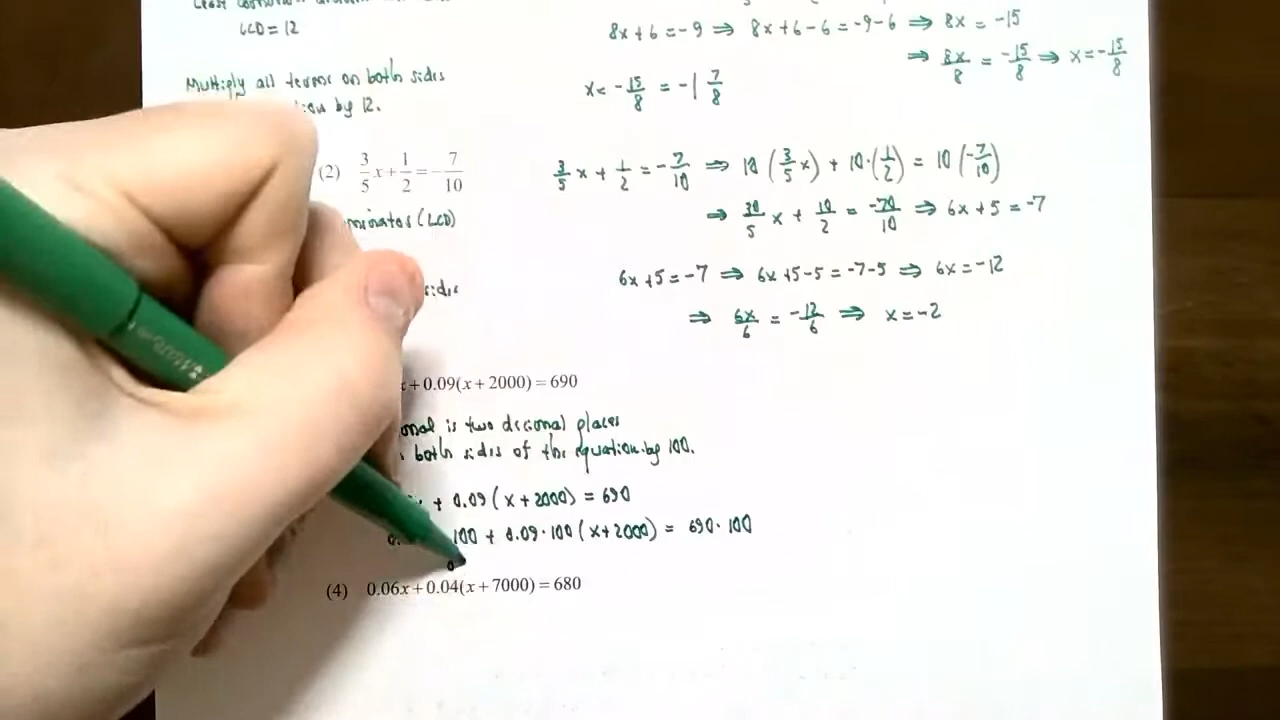 LCD = 12
Multiply all terms on both sides
by 12.
8x + 6 = -9 ⇒ 8x + 6 - 6 = -9 - 6 ⇒ 8x = -15
⇒ 8x/8 = -15/8 ⇒ x = -15/8
x = -15/8 = -1 7/8
(2) 3/5 x + 1/2 = -7/10
(LCD)
3/5 x + 1/2 = -7/10 ⇒ 10 (3/5 x) + 10·(1/2) = 10 (-7/10)
⇒ 30/5 x + 10/2 = -70/10 ⇒ 6x + 5 = -7
6x + 5 = -7 ⇒ 6x + 5 - 5 = -7 - 5 ⇒ 6x = -12
⇒ 6x/6 = -12/6 ⇒ x = -2
x + 0.09(x + 2000) = 690
is two decimal places
both sides of the equation by 100.
+ 0.09 (x + 2000) = 690
100 + 0.09·100 (x + 2000) = 690·100
(4) 0.06x + 0.04(x + 7000) = 680